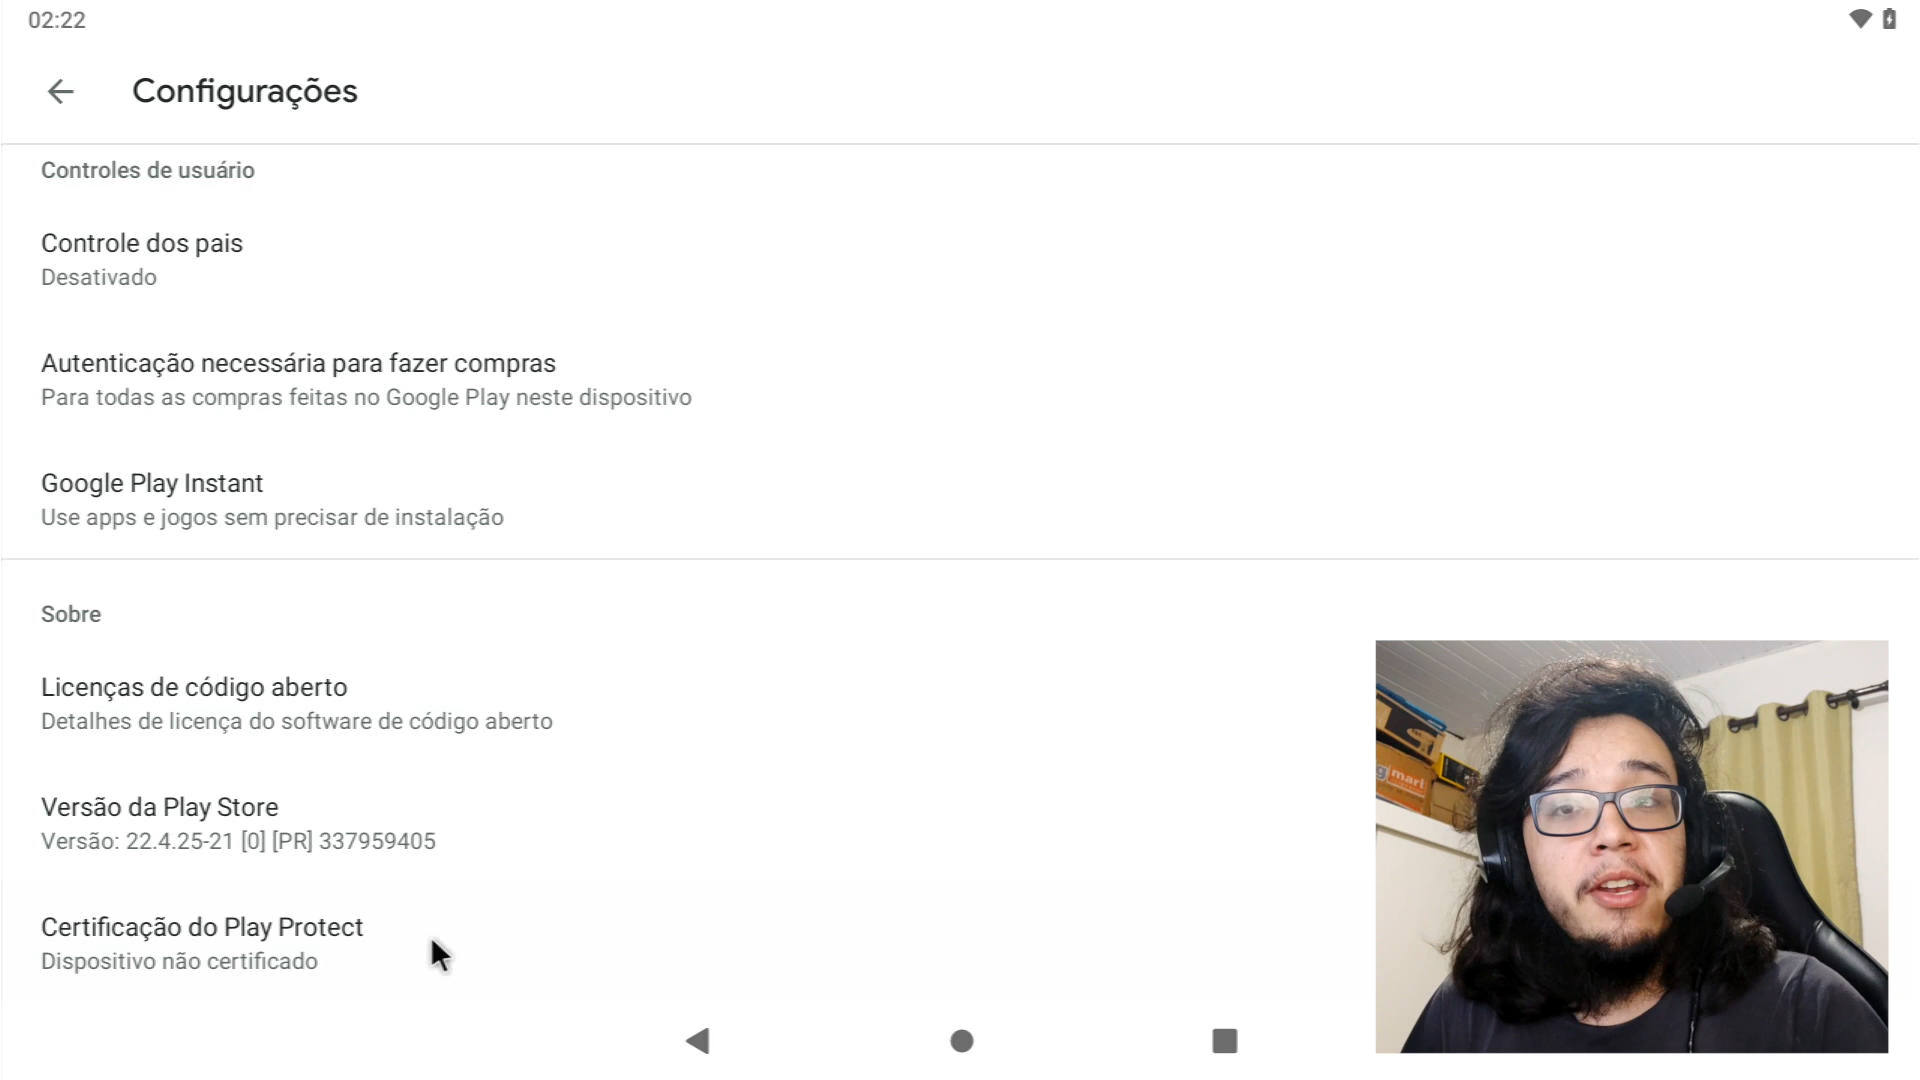 02:22
Configurações
Controles de usuário
Controle dos pais
Desativado
Autenticação necessária para fazer compras
Para todas as compras feitas no Google Play neste dispositivo
Google Play Instant
Use apps e jogos sem precisar de instalação
Sobre
Licenças de código aberto
Detalhes de licença do software de código aberto
Versão da Play Store
Versão: 22.4.25-21 [0] [PR] 337959405
Certificação do Play Protect
Dispositivo não certificado